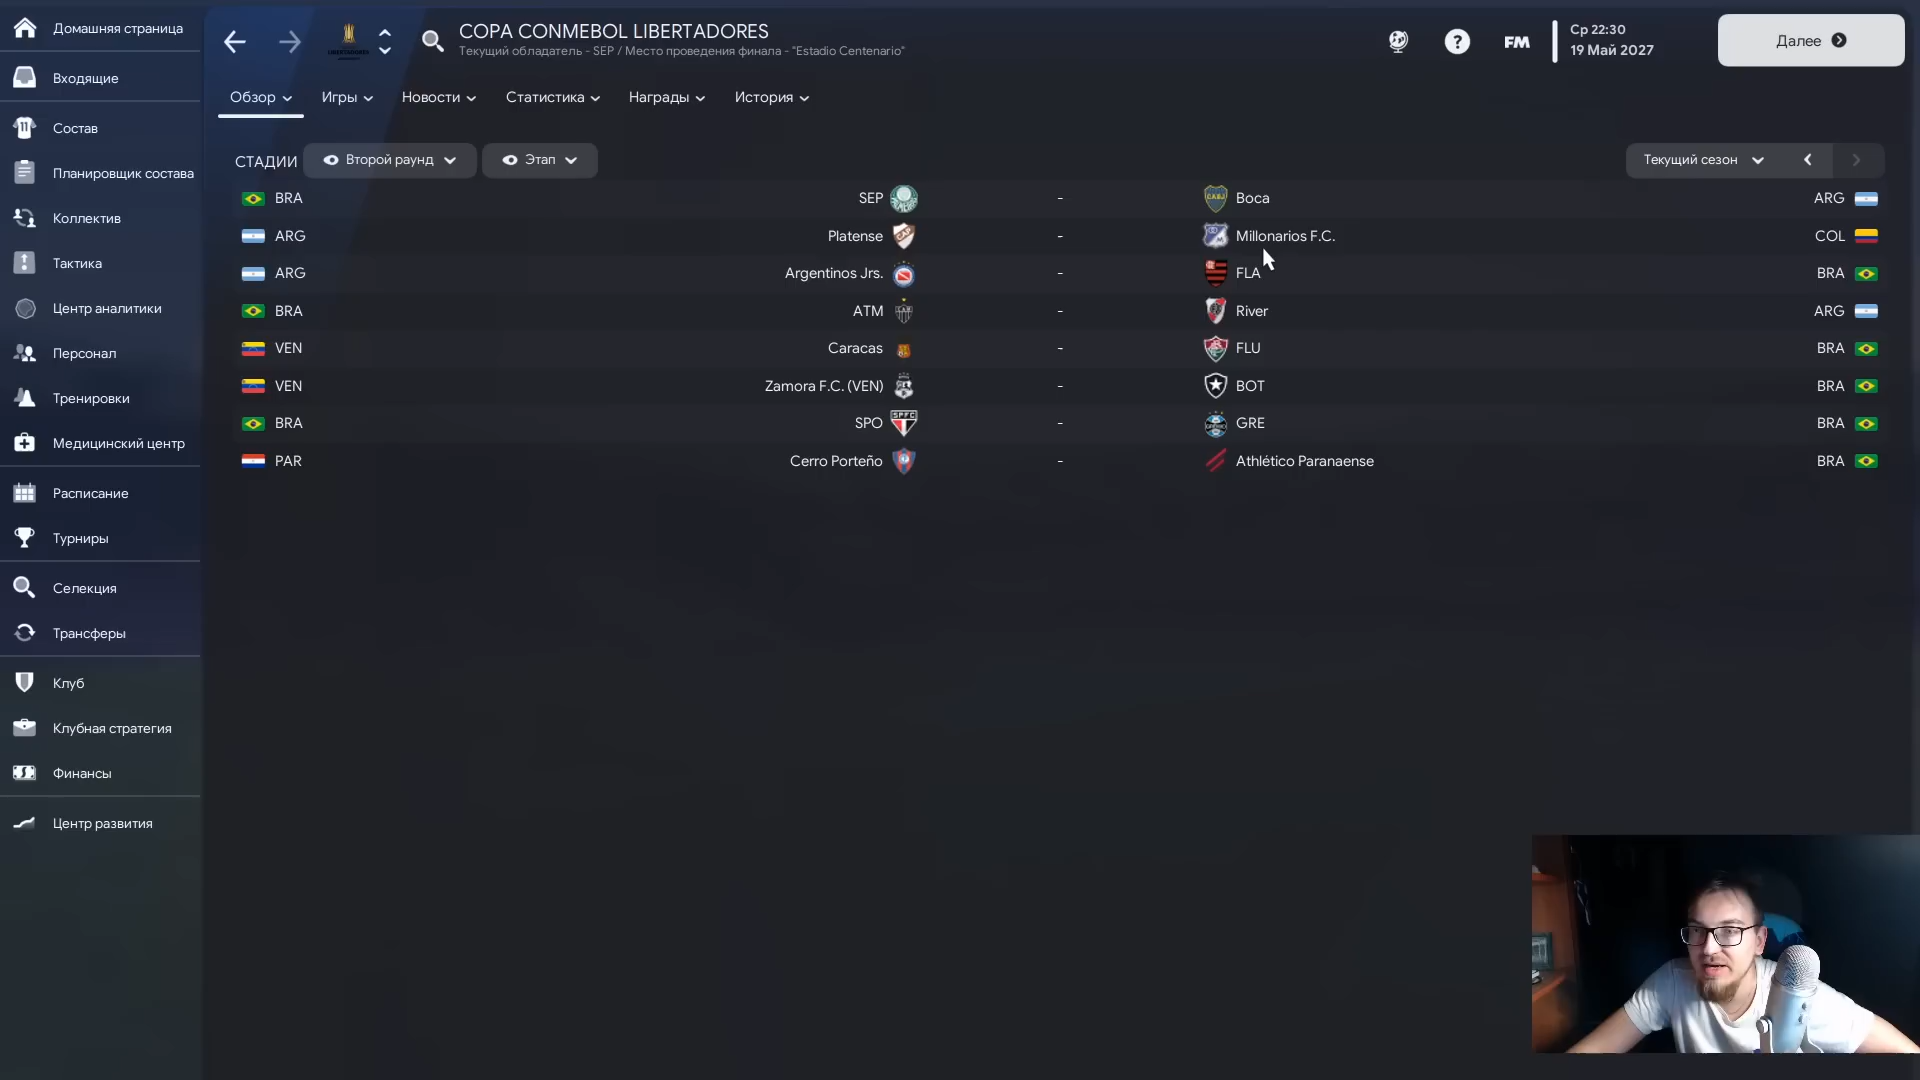 Домашняя страница
Входящие
Состав
Планировщик состава
Коллектив
Тактика
Центр аналитики
Персонал
Тренировки
Медицинский центр
Расписание
Турниры
Селекция
Трансферы
Клуб
Клубная стратегия
Финансы
Центр развития
COPA CONMEBOL LIBERTADORES
Текущий обладатель - SEP / Место проведения финала - "Estadio Centenario"
FM
Ср 22:30
19 Май 2027
Далее
Обзор Игры Новости Статистика Награды История
СТАДИИ Второй раунд Этап Текущий сезон
BRA SEP - Boca ARG
ARG Platense - Millonarios F.C. COL
ARG Argentinos Jrs. - FLA BRA
BRA ATM - River ARG
VEN Caracas - FLU BRA
VEN Zamora F.C. (VEN) - BOT BRA
BRA SPO - GRE BRA
PAR Cerro Porteño - Athlético Paranaense BRA